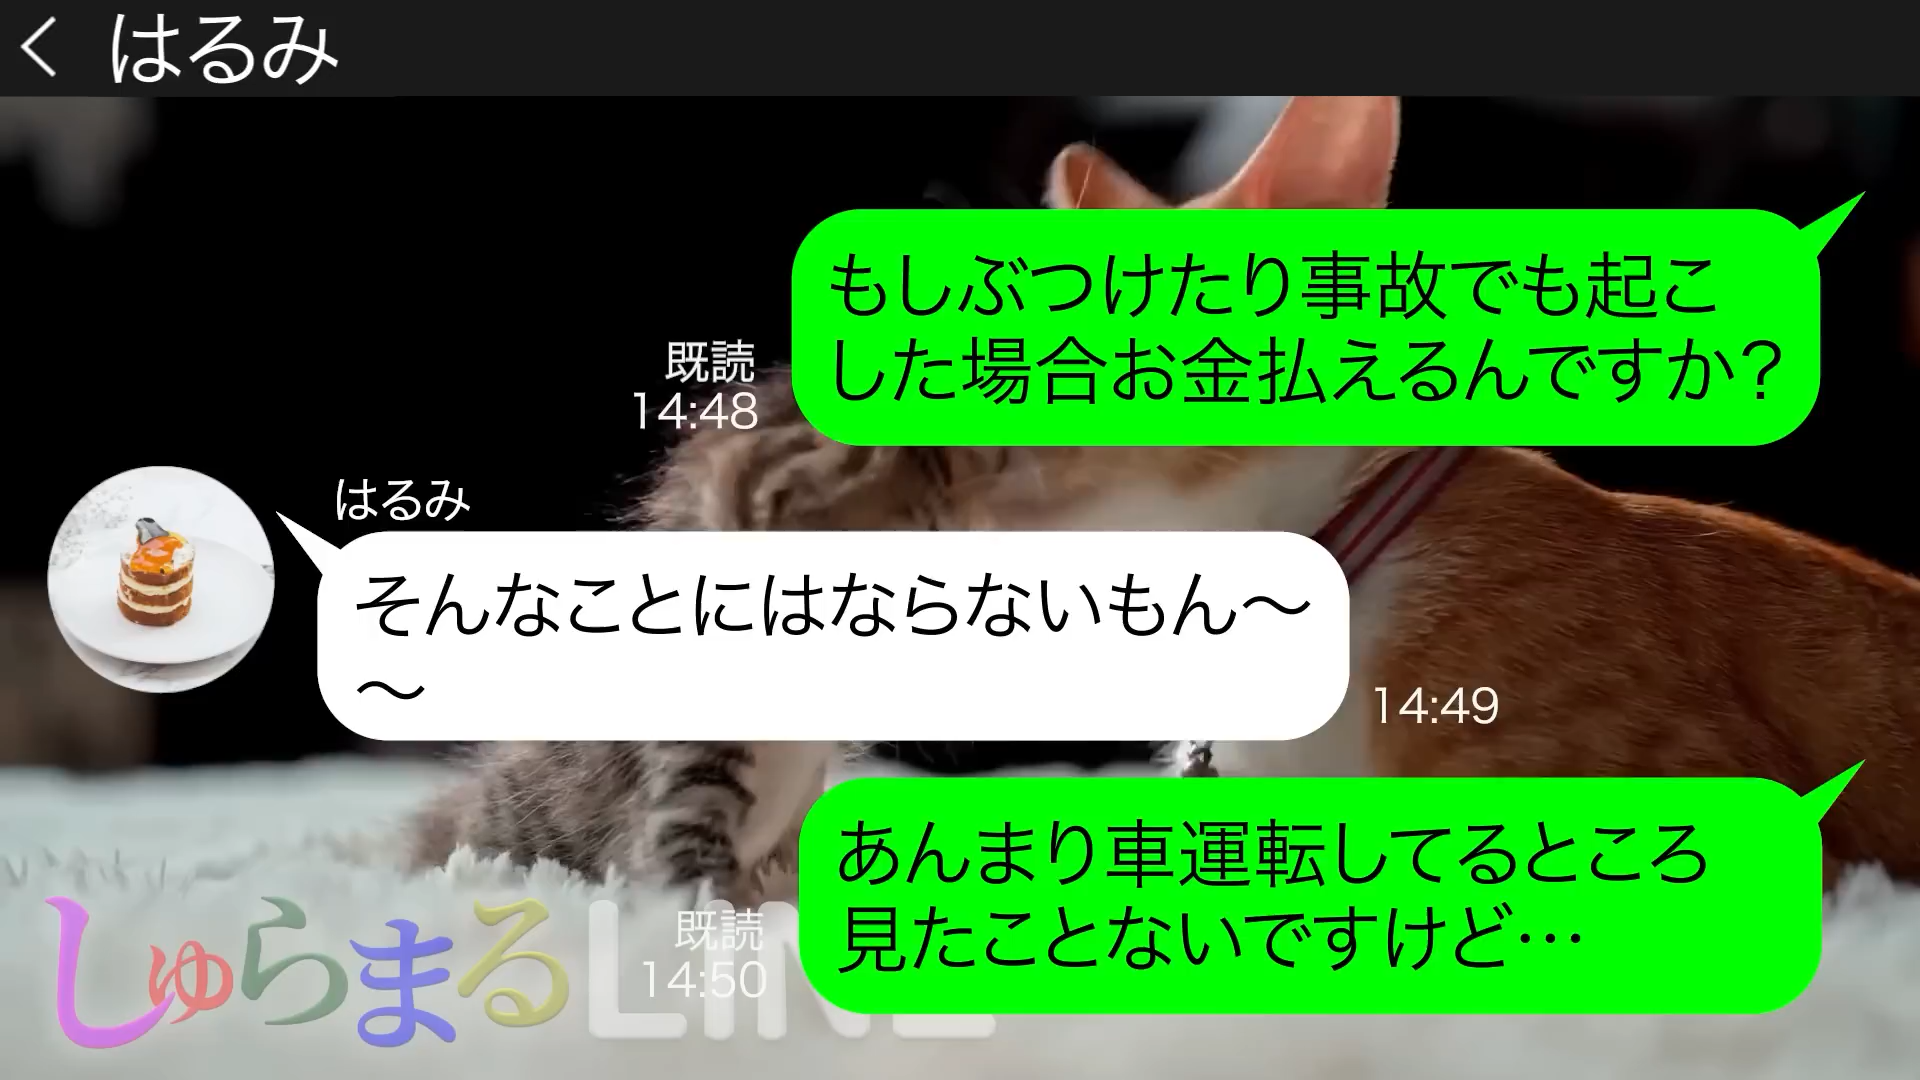 はるみ
もしぶつけたり事故でも起こ
した場合お金払えるんですか?
既読
14:48
はるみ
そんなことにはならないもん〜
〜
14:49
あんまり車運転してるところ
見たことないですけど…
既読
14:50
しゅらまるLINE